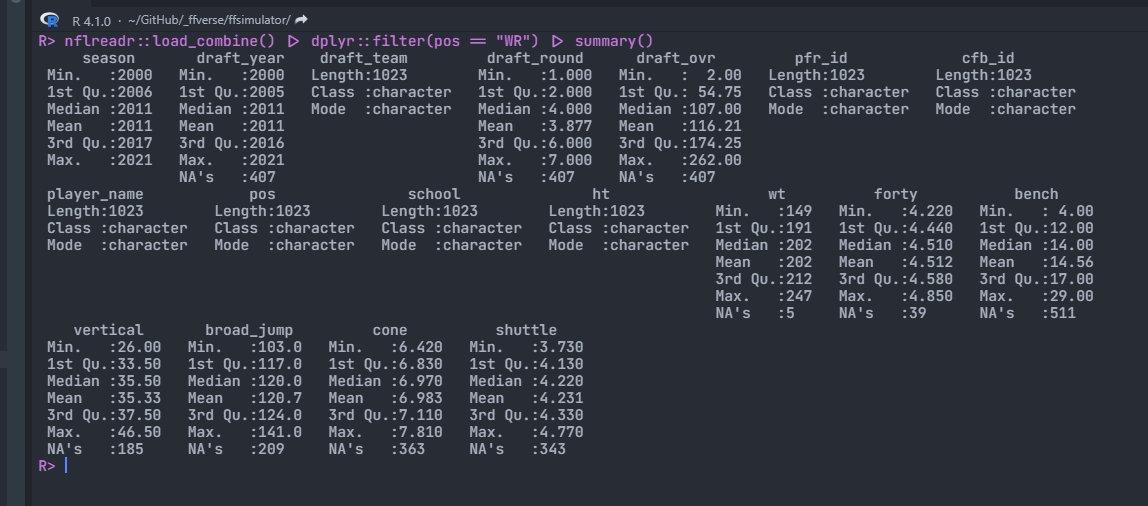 R 4.1.0 · ~/GitHub/_ffverse/ffsimulator/
R> nflreadr::load_combine() |> dplyr::filter(pos == "WR") |> summary()
season draft_year draft_team draft_round draft_ovr pfr_id cfb_id
Min. :2000 Min. :2000 Length:1023 Min. :1.000 Min. : 2.00 Length:1023 Length:1023
1st Qu.:2006 1st Qu.:2005 Class :character 1st Qu.:2.000 1st Qu.: 54.75 Class :character Class :character
Median :2011 Median :2011 Mode :character Median :4.000 Median :107.00 Mode :character Mode :character
Mean :2011 Mean :2011 Mean :3.877 Mean :116.21
3rd Qu.:2017 3rd Qu.:2016 3rd Qu.:6.000 3rd Qu.:174.25
Max. :2021 Max. :2021 Max. :7.000 Max. :262.00
NA's :407 NA's :407 NA's :407
player_name pos school ht wt forty bench
Length:1023 Length:1023 Length:1023 Length:1023 Min. :149 Min. :4.220 Min. : 4.00
Class :character Class :character Class :character Class :character 1st Qu.:191 1st Qu.:4.440 1st Qu.:12.00
Mode :character Mode :character Mode :character Mode :character Median :202 Median :4.510 Median :14.00
Mean :202 Mean :4.512 Mean :14.56
3rd Qu.:212 3rd Qu.:4.580 3rd Qu.:17.00
Max. :247 Max. :4.850 Max. :29.00
NA's :5 NA's :39 NA's :511
vertical broad_jump cone shuttle
Min. :26.00 Min. :103.0 Min. :6.420 Min. :3.730
1st Qu.:33.50 1st Qu.:117.0 1st Qu.:6.830 1st Qu.:4.130
Median :35.50 Median :120.0 Median :6.970 Median :4.220
Mean :35.33 Mean :120.7 Mean :6.983 Mean :4.231
3rd Qu.:37.50 3rd Qu.:124.0 3rd Qu.:7.110 3rd Qu.:4.330
Max. :46.50 Max. :141.0 Max. :7.810 Max. :4.770
NA's :185 NA's :209 NA's :363 NA's :343
R>